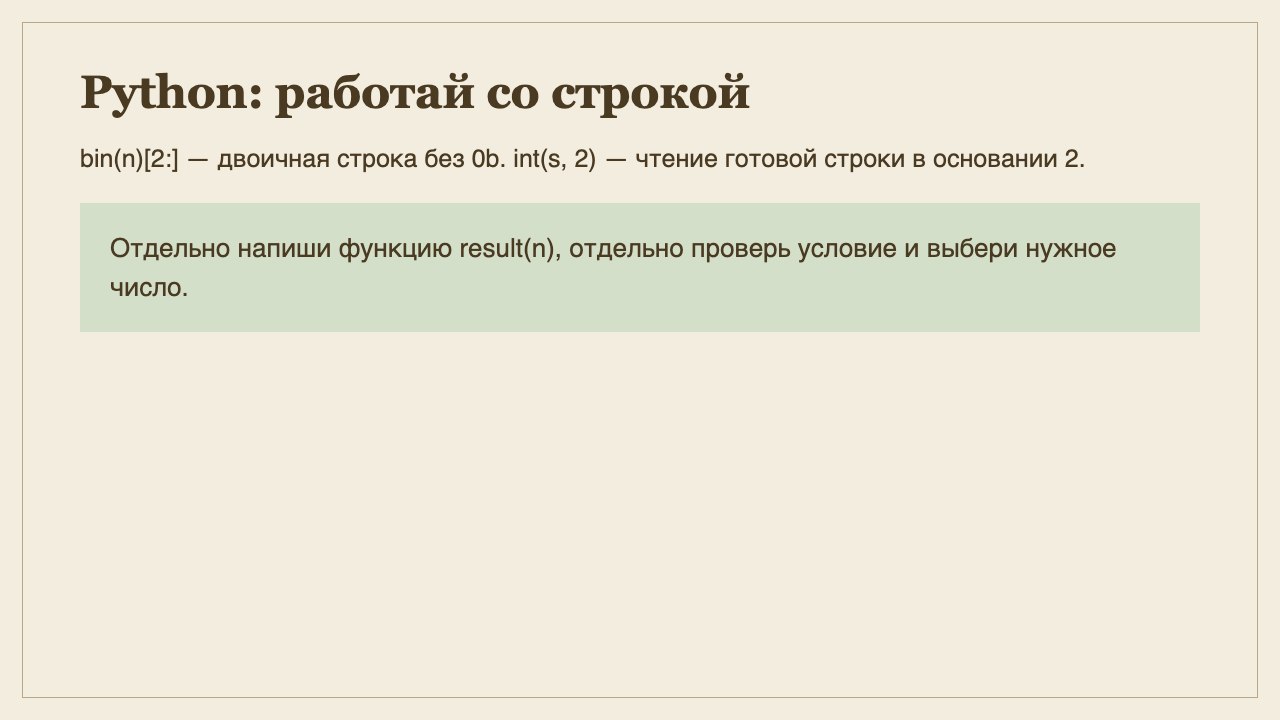 Python: работай со строкой
bin(n)[2:] — двоичная строка без 0b. int(s, 2) — чтение готовой строки в основании 2.
Отдельно напиши функцию result(n), отдельно проверь условие и выбери нужное
число.